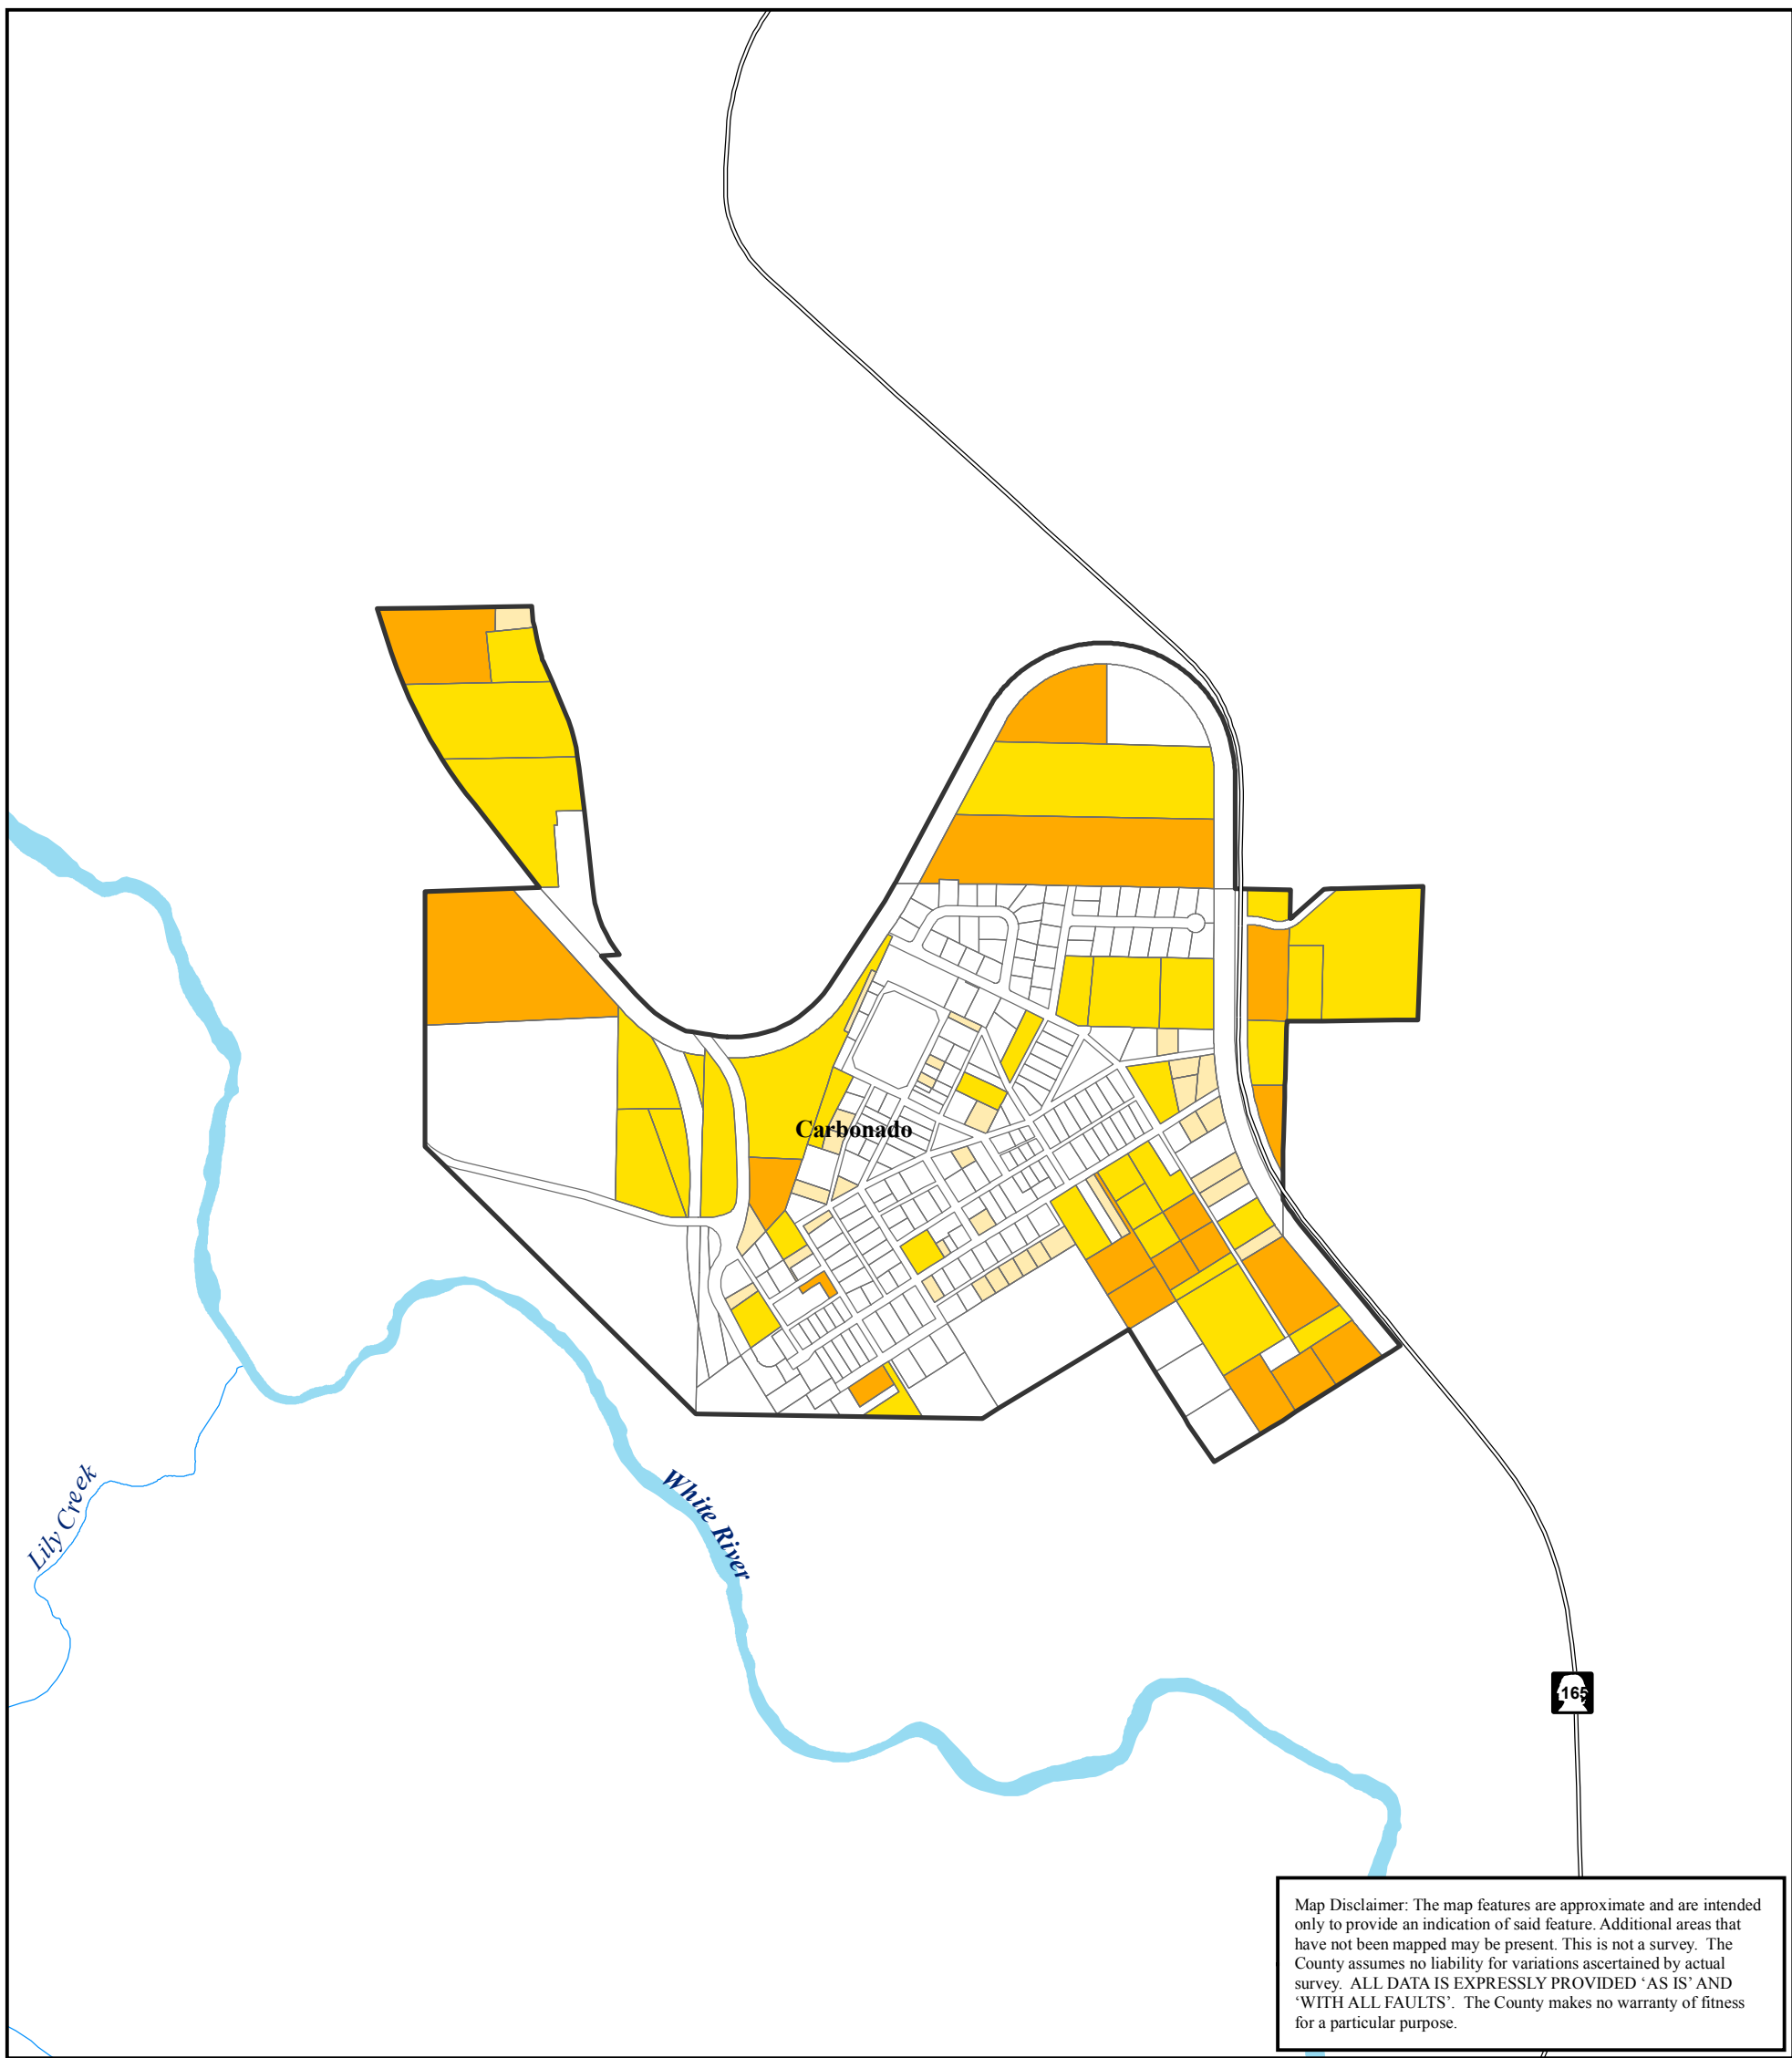 Carbonado
Lily Creek
White River
165
Map Disclaimer: The map features are approximate and are intended
only to provide an indication of said feature. Additional areas that
have not been mapped may be present. This is not a survey.  The
County assumes no liability for variations ascertained by actual
survey.  ALL DATA IS EXPRESSLY PROVIDED ‘AS IS’ AND
‘WITH ALL FAULTS’.  The County makes no warranty of fitness
for a particular purpose.